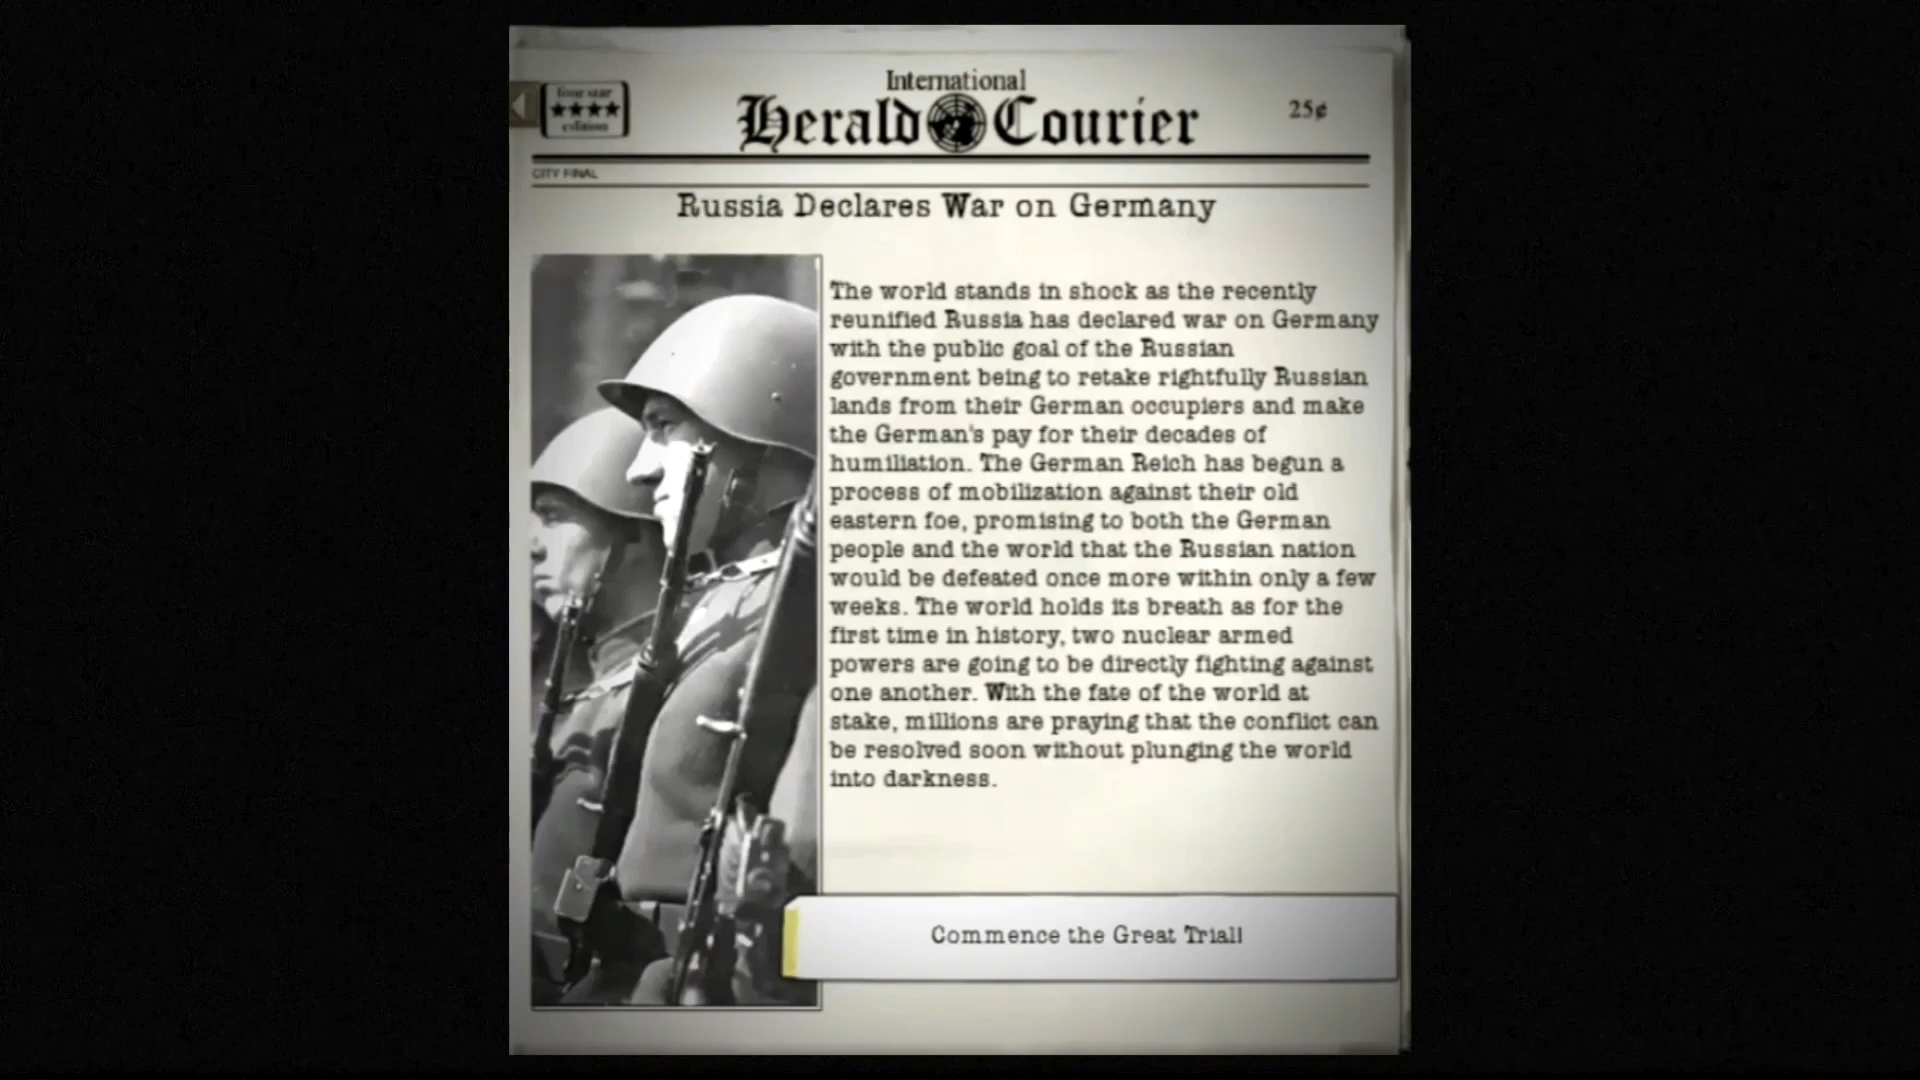 four star
edition
International
Herald Courier
25¢
CITY FINAL
Russia Declares War on Germany
The world stands in shock as the recently
reunified Russia has declared war on Germany
with the public goal of the Russian
government being to retake rightfully Russian
lands from their German occupiers and make
the German's pay for their decades of
humiliation. The German Reich has begun a
process of mobilization against their old
eastern foe, promising to both the German
people and the world that the Russian nation
would be defeated once more within only a few
weeks. The world holds its breath as for the
first time in history, two nuclear armed
powers are going to be directly fighting against
one another. With the fate of the world at
stake, millions are praying that the conflict can
be resolved soon without plunging the world
into darkness.
Commence the Great Trial!